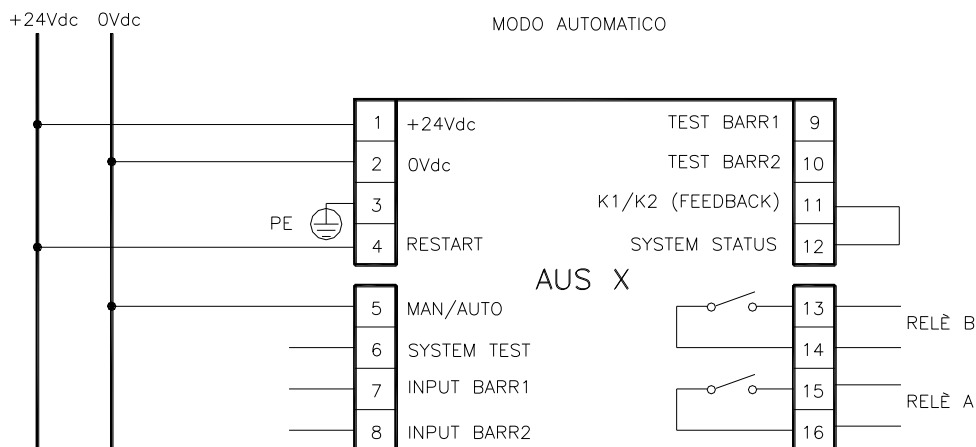 +24Vdc 0Vdc
MODO AUTOMATICO
1 +24Vdc TEST BARR1 9
2 0Vdc TEST BARR2 10
3 K1/K2 (FEEDBACK) 11
PE
4 RESTART SYSTEM STATUS 12
AUS X
5 MAN/AUTO 13
RELÈ B
6 SYSTEM TEST 14
7 INPUT BARR1 15
RELÈ A
8 INPUT BARR2 16